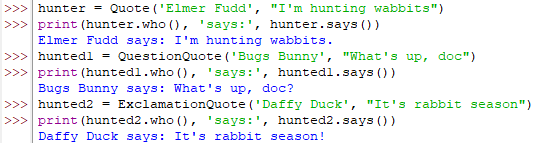 >>> hunter = Quote('Elmer Fudd', "I'm hunting wabbits")
>>> print(hunter.who(), 'says:', hunter.says())
Elmer Fudd says: I'm hunting wabbits.
>>> hunted1 = QuestionQuote('Bugs Bunny', "What's up, doc")
>>> print(hunted1.who(), 'says:', hunted1.says())
Bugs Bunny says: What's up, doc?
>>> hunted2 = ExclamationQuote('Daffy Duck', "It's rabbit season")
>>> print(hunted2.who(), 'says:', hunted2.says())
Daffy Duck says: It's rabbit season!